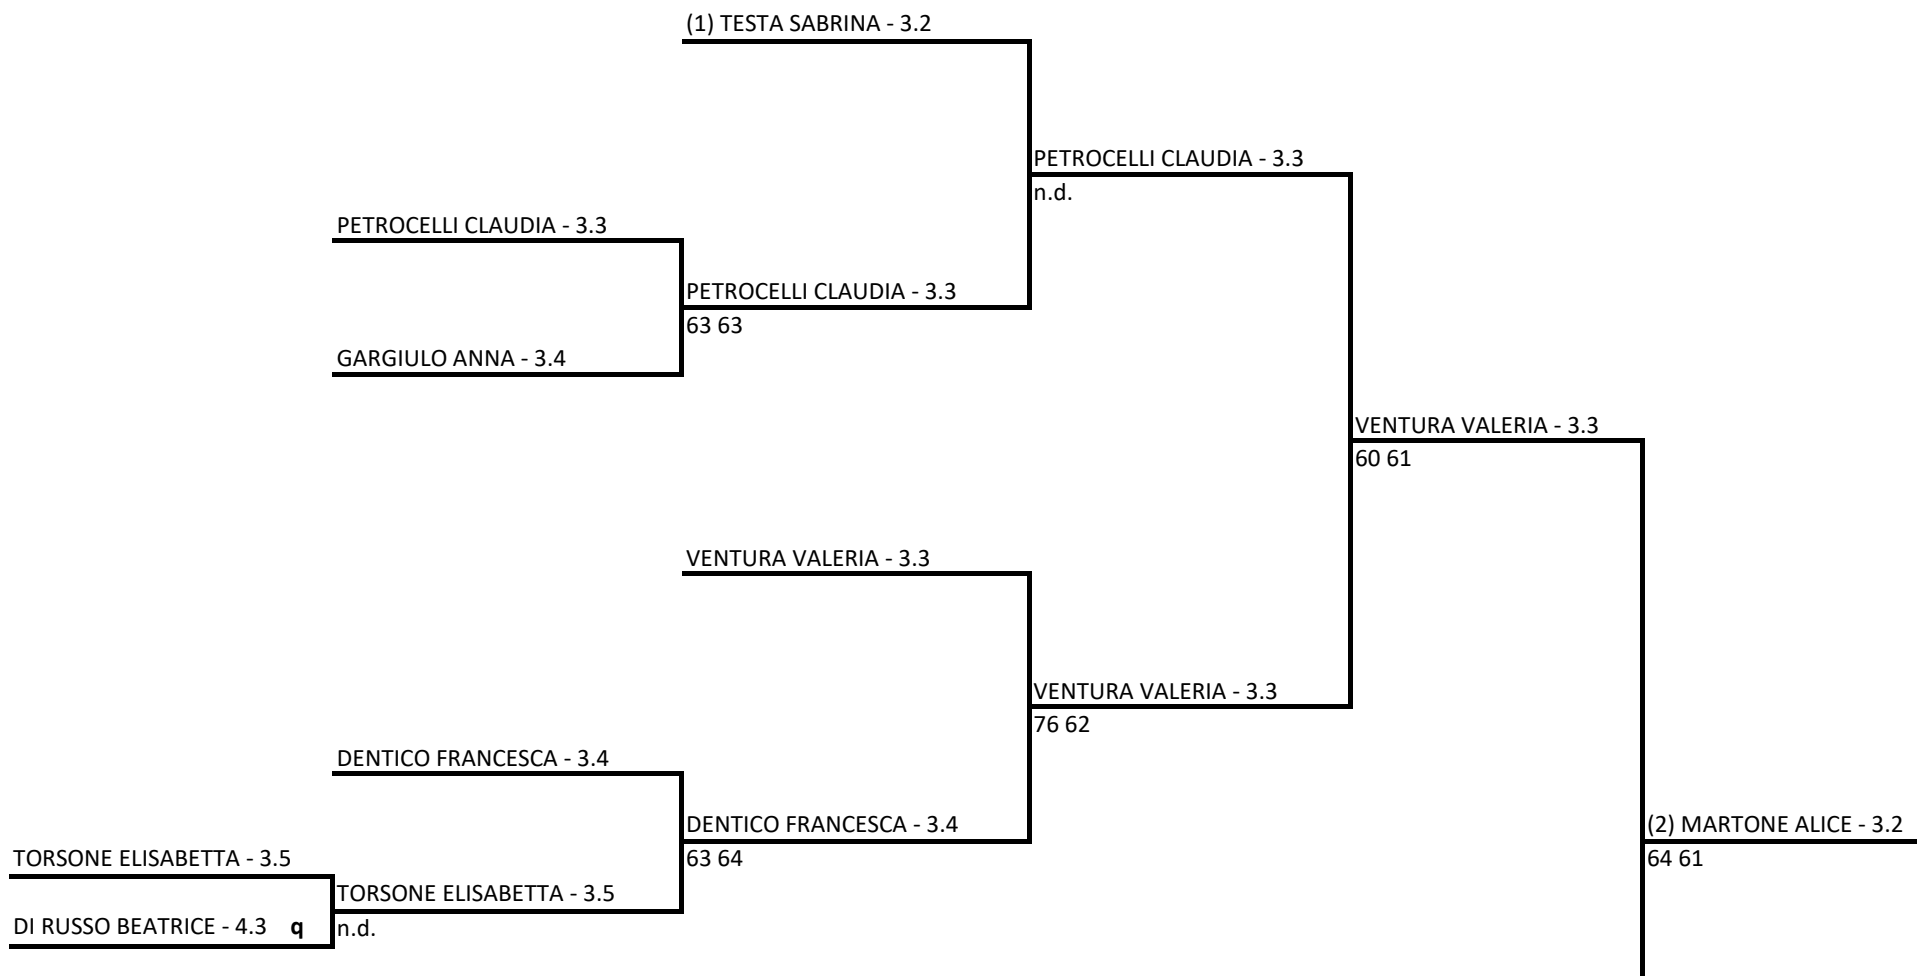 (1) TESTA SABRINA - 3.2
PETROCELLI CLAUDIA - 3.3
n.d.
PETROCELLI CLAUDIA - 3.3
PETROCELLI CLAUDIA - 3.3
63 63
GARGIULO ANNA - 3.4
VENTURA VALERIA - 3.3
60 61
VENTURA VALERIA - 3.3
VENTURA VALERIA - 3.3
76 62
DENTICO FRANCESCA - 3.4
DENTICO FRANCESCA - 3.4
63 64
(2) MARTONE ALICE - 3.2
64 61
TORSONE ELISABETTA - 3.5
TORSONE ELISABETTA - 3.5
n.d.
DI RUSSO BEATRICE - 4.3 q